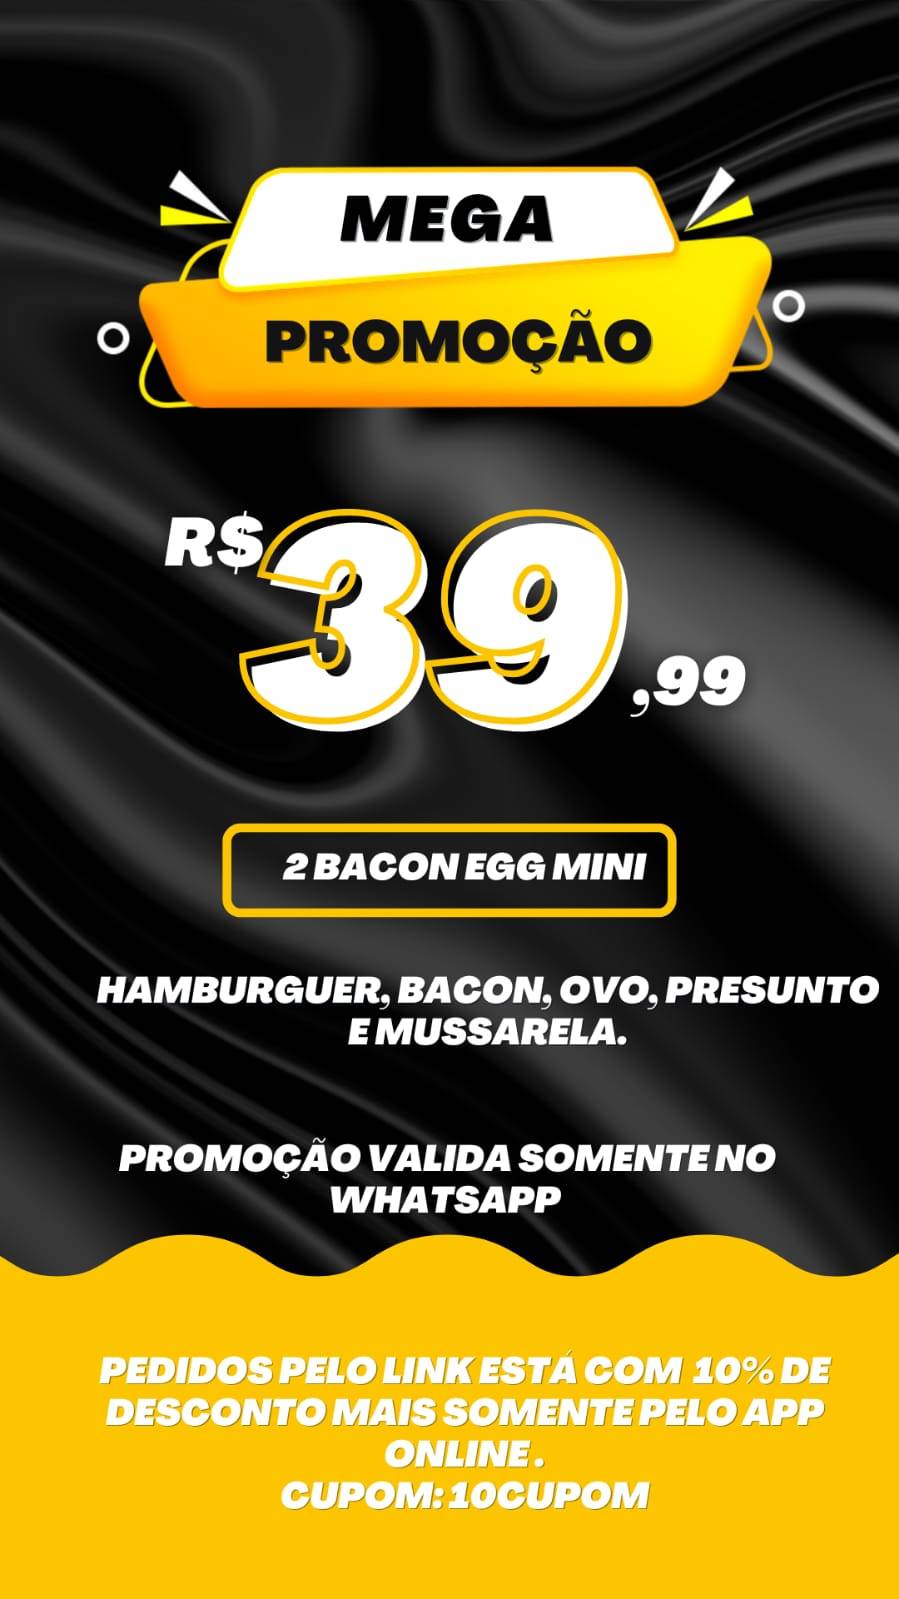 MEGA
PROMOÇÃO
R$39,99
2 BACON EGG MINI
HAMBURGUER, BACON, OVO, PRESUNTO
E MUSSARELA.
PROMOÇÃO VALIDA SOMENTE NO
WHATSAPP
PEDIDOS PELO LINK ESTÁ COM 10% DE
DESCONTO MAIS SOMENTE PELO APP
ONLINE .
CUPOM: 10CUPOM